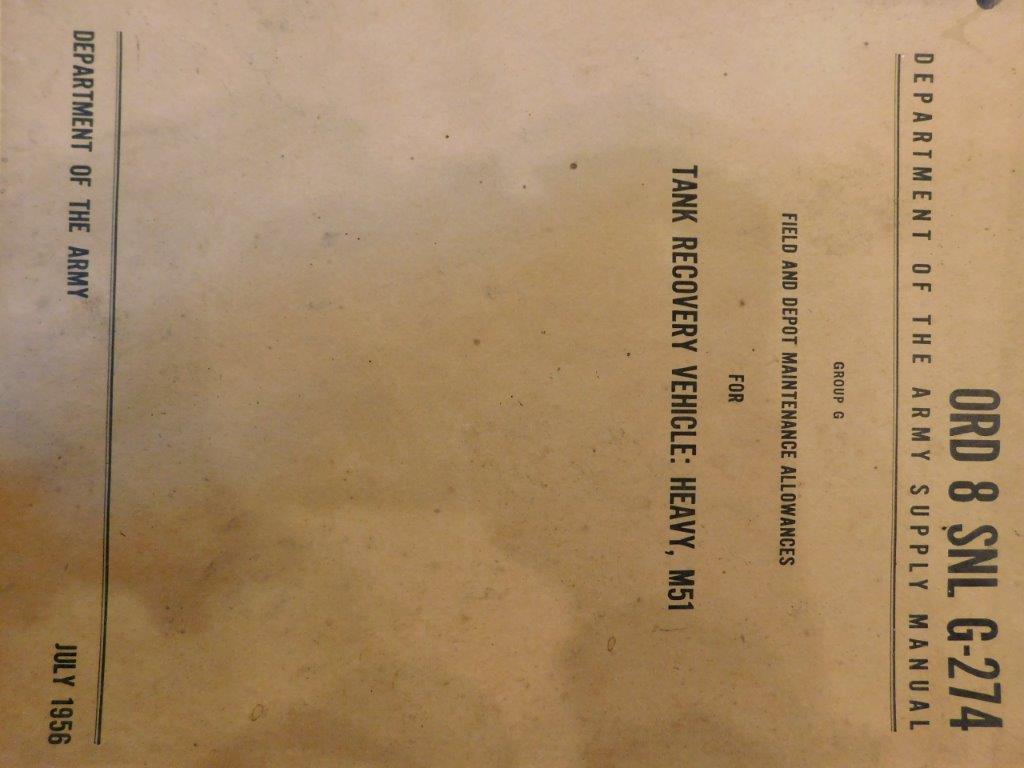 ORD 8 SNL G-274
DEPARTMENT OF THE ARMY SUPPLY MANUAL
GROUP G
FIELD AND DEPOT MAINTENANCE ALLOWANCES
FOR
TANK RECOVERY VEHICLE: HEAVY, M51
DEPARTMENT OF THE ARMY
JULY 1956